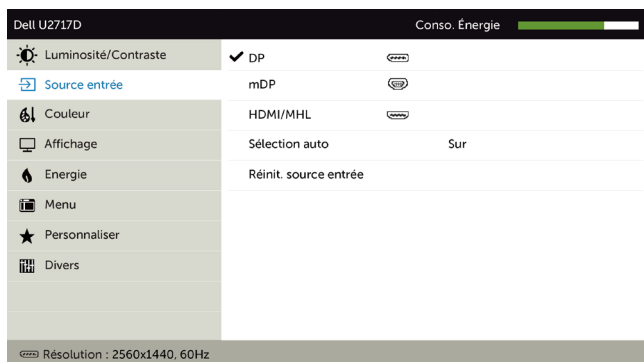 Dell U2717D Conso. Énergie
Luminosité/Contraste
DP
Source entrée
mDP
Couleur
HDMI/MHL
Affichage
Sélection auto Sur
Energie
Réinit. source entrée
Menu
Personnaliser
Divers
Résolution : 2560x1440, 60Hz